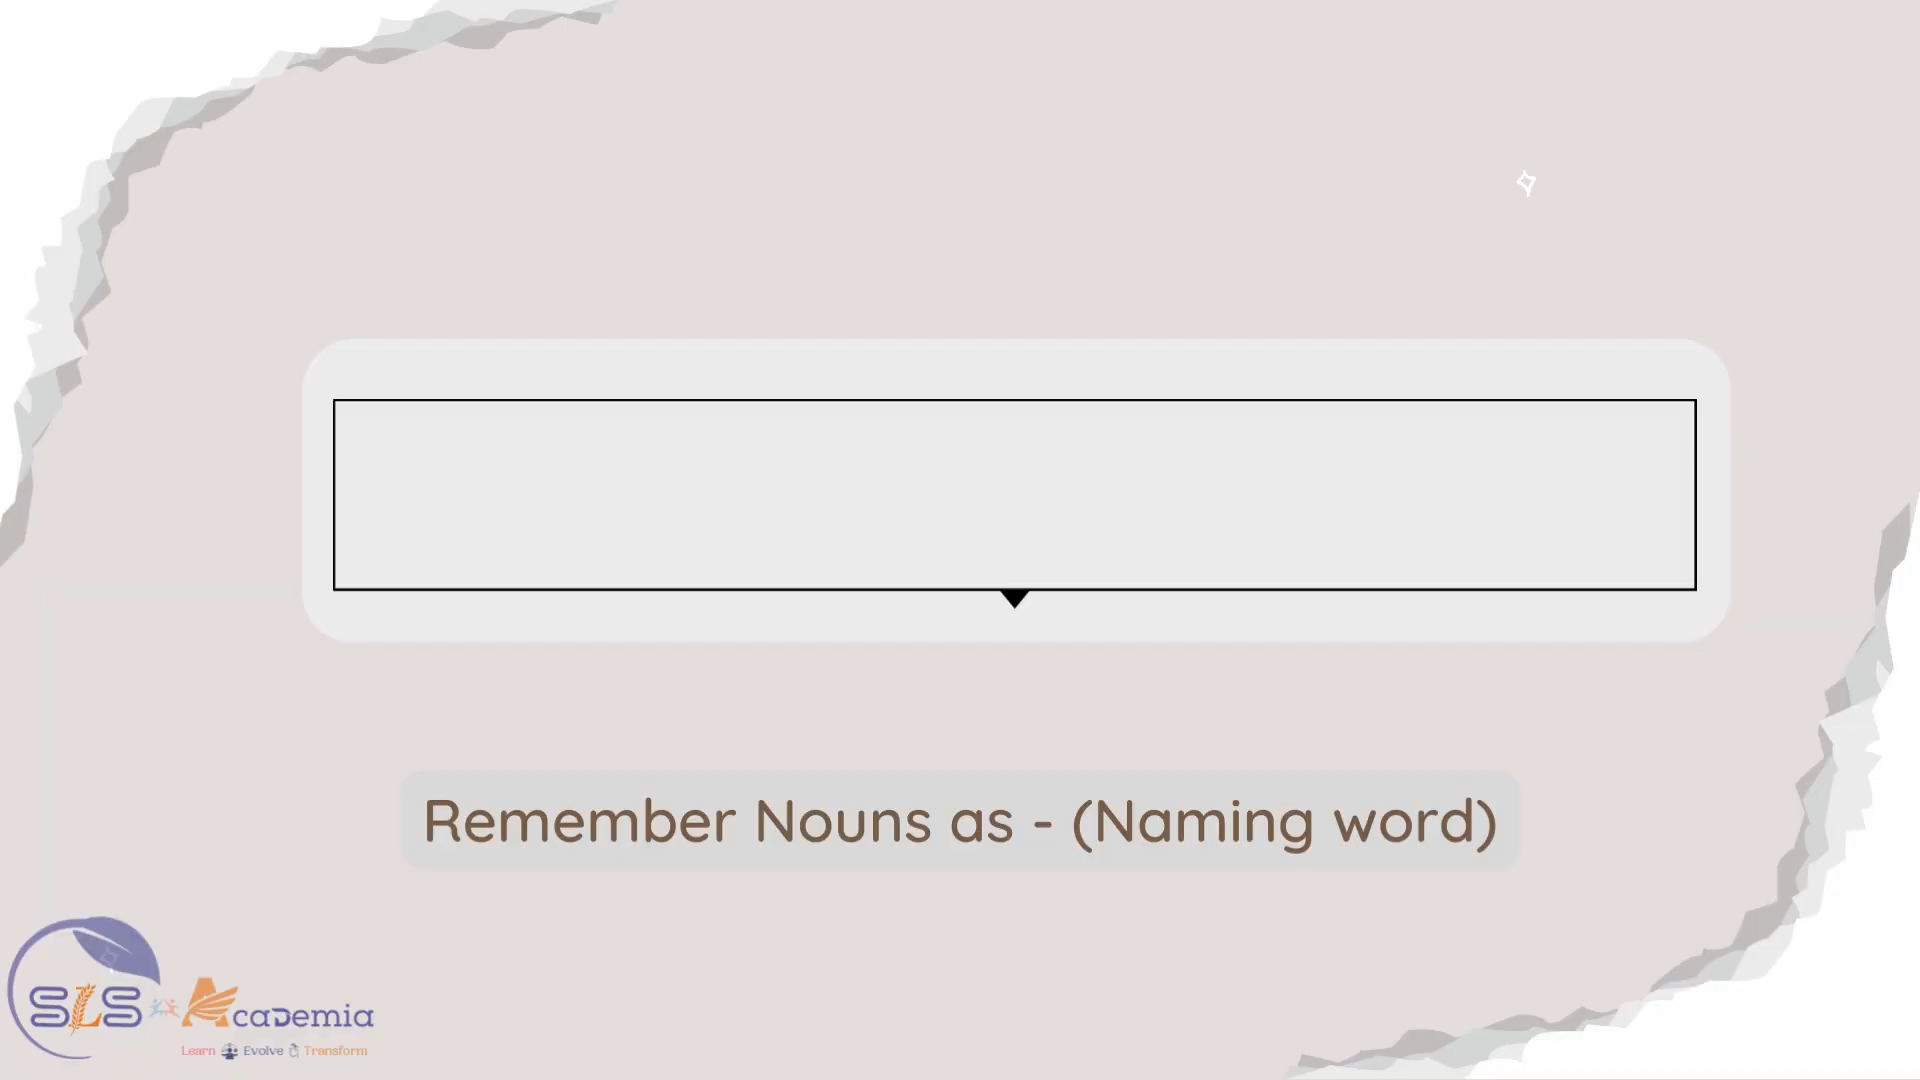 Remember Nouns as - (Naming word)
SLS AcaDemia
Learn Evolve Transform